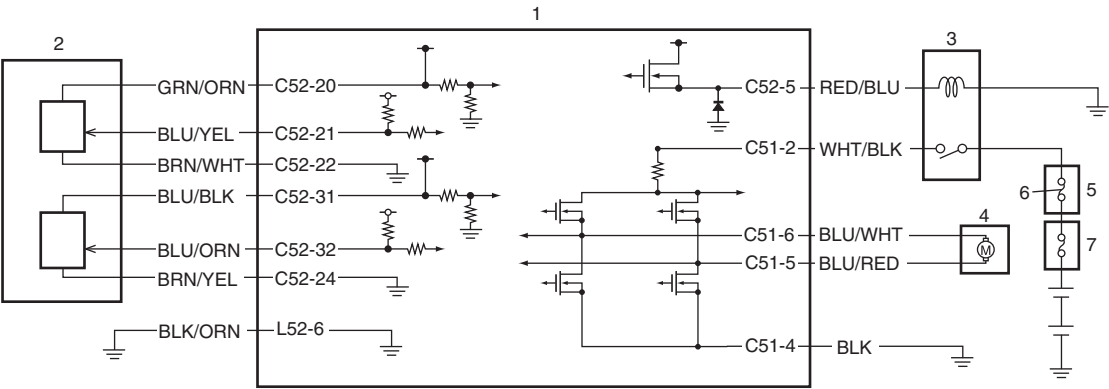 1
2
3
GRN/ORN C52-20
C52-5 RED/BLU
BLU/YEL C52-21
BRN/WHT C52-22
C51-2 WHT/BLK
BLU/BLK C52-31
6
5
4
BLU/ORN C52-32
C51-6 BLU/WHT
M
7
C51-5 BLU/RED
BRN/YEL C52-24
BLK/ORN L52-6
C51-4 BLK